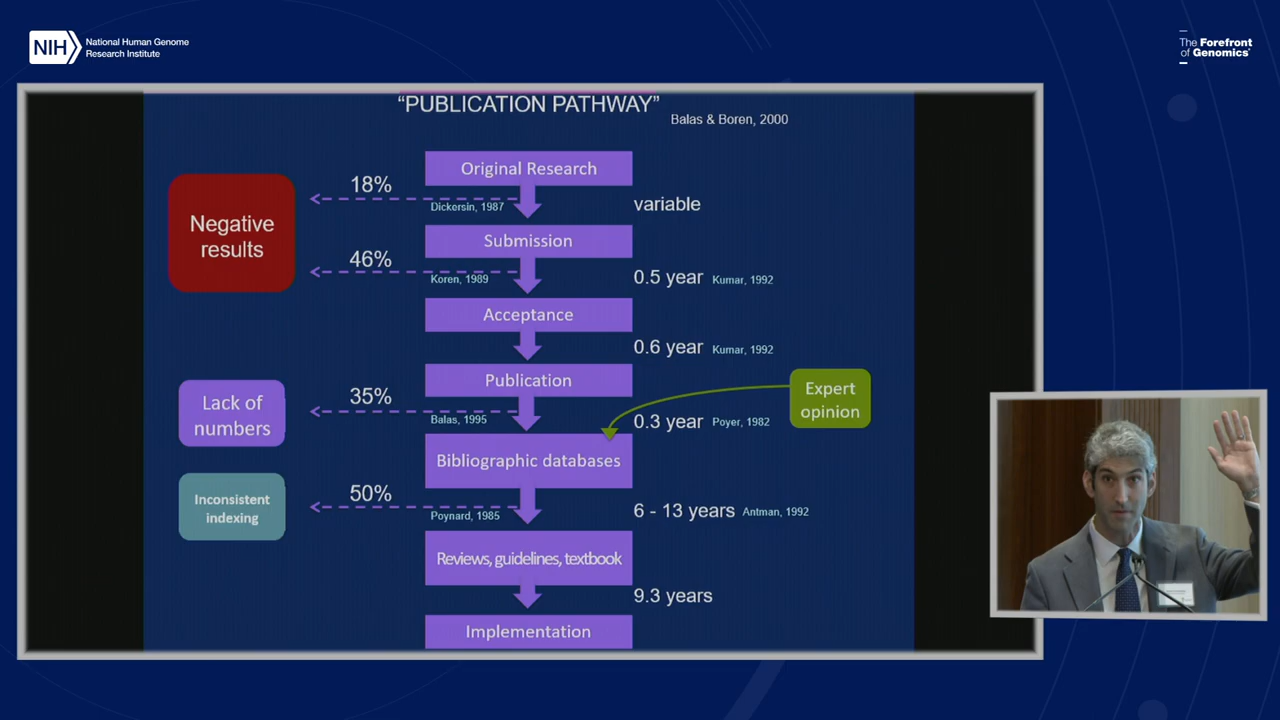 NIH
National Human Genome
Research Institute
The Forefront
of Genomics®
“PUBLICATION PATHWAY”
Balas & Boren, 2000
Original Research
18%
Dickersin, 1987
variable
Negative
results
Submission
46%
Koren, 1989
0.5 year Kumar, 1992
Acceptance
0.6 year Kumar, 1992
Publication
Expert
opinion
Lack of
numbers
35%
Balas, 1995
0.3 year Poyer, 1982
Bibliographic databases
Inconsistent
indexing
50%
Poynard, 1985
6 - 13 years Antman, 1992
Reviews, guidelines, textbook
9.3 years
Implementation